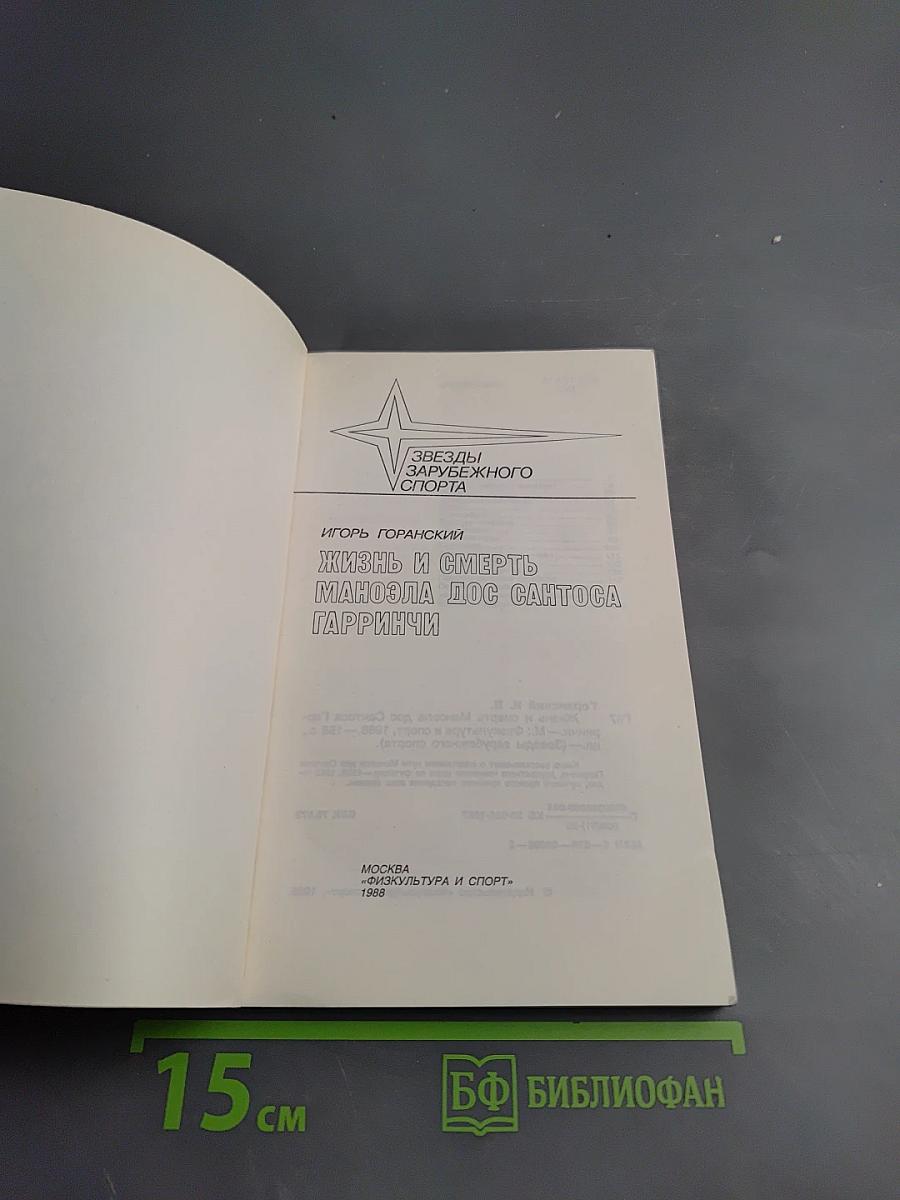 ЗВЕЗДЫ
ЗАРУБЕЖНОГО
СПОРТА
ИГОРЬ ГОРАНСКИЙ
ЖИЗНЬ И СМЕРТЬ
МАНОЭЛА ДОС САНТОСА
ГАРРИНЧИ
МОСКВА
«ФИЗКУЛЬТУРА И СПОРТ»
1988
15 см
БФ БИБЛИОФАН